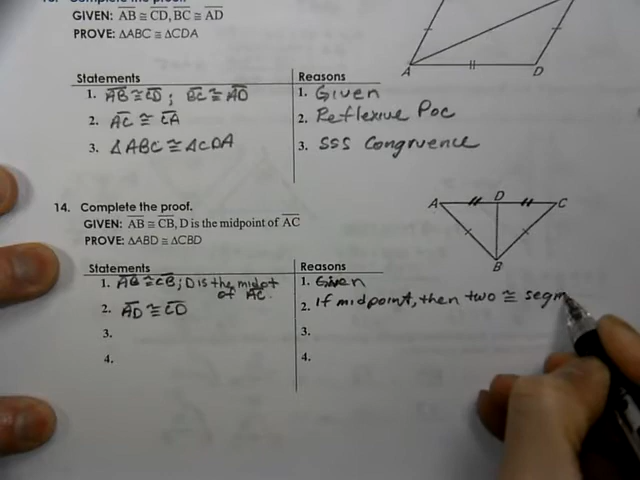 GIVEN: AB ≅ CD, BC ≅ AD
PROVE: ΔABC ≅ ΔCDA
A
D
Statements Reasons
1. AB ≅ CD ; BC ≅ AD 1. Given
2. AC ≅ CA 2. Reflexive PoC
3. ΔABC ≅ ΔCDA 3. SSS Congruence
14. Complete the proof.
GIVEN: AB ≅ CB, D is the midpoint of AC
PROVE: ΔABD ≅ ΔCBD
A D C
B
Statements Reasons
1. AB ≅ CB ; D is the midpt 1. Given
of AC.
2. AD ≅ CD 2. If midpoint, then two ≅ segm
3. 3.
4. 4.